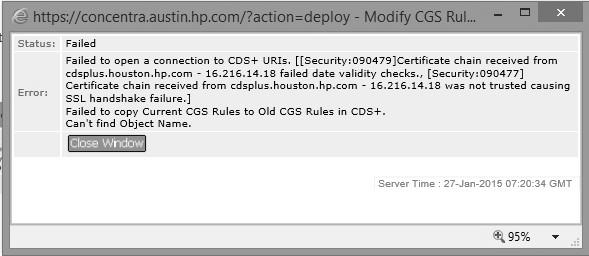 https://concentra.austin.hp.com/?action=deploy - Modify CGS Rul...
Status: Failed
Failed to open a connection to CDS+ URIs. [[Security:090479]Certificate chain received from
cdsplus.houston.hp.com - 16.216.14.18 failed date validity checks., [Security:090477]
Error: Certificate chain received from cdsplus.houston.hp.com - 16.216.14.18 was not trusted causing
SSL handshake failure.]
Failed to copy Current CGS Rules to Old CGS Rules in CDS+.
Can't find Object Name.
Close Window
Server Time : 27-Jan-2015 07:20:34 GMT
95%